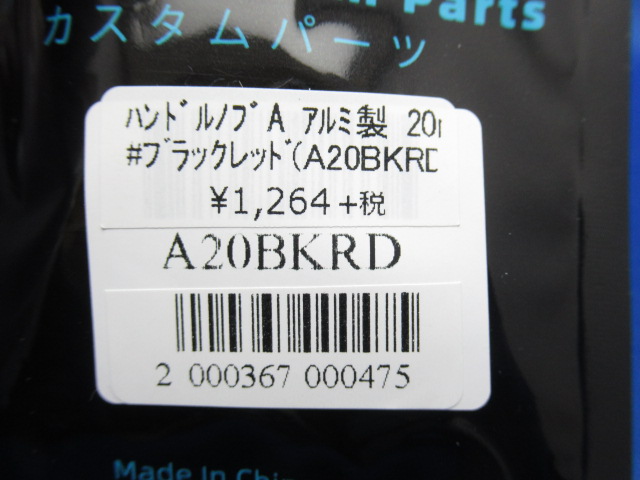 Parts
カスタムパーツ
ﾊﾝﾄﾞﾙﾉﾌﾞA ｱﾙﾐ製 20
#ﾌﾞﾗｯｸﾚｯﾄﾞ(A20BKRD
¥1,264+税
A20BKRD
2 000367 000475
Made In